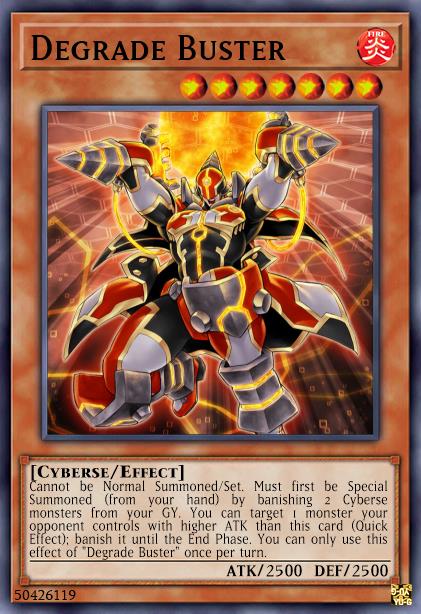 Degrade Buster
FIRE
炎
[Cyberse/Effect]
Cannot be Normal Summoned/Set. Must first be Special
Summoned (from your hand) by banishing 2 Cyberse
monsters from your GY. You can target 1 monster your
opponent controls with higher ATK than this card (Quick
Effect); banish it until the End Phase. You can only use this
effect of "Degrade Buster" once per turn.
ATK/2500 DEF/2500
50426119